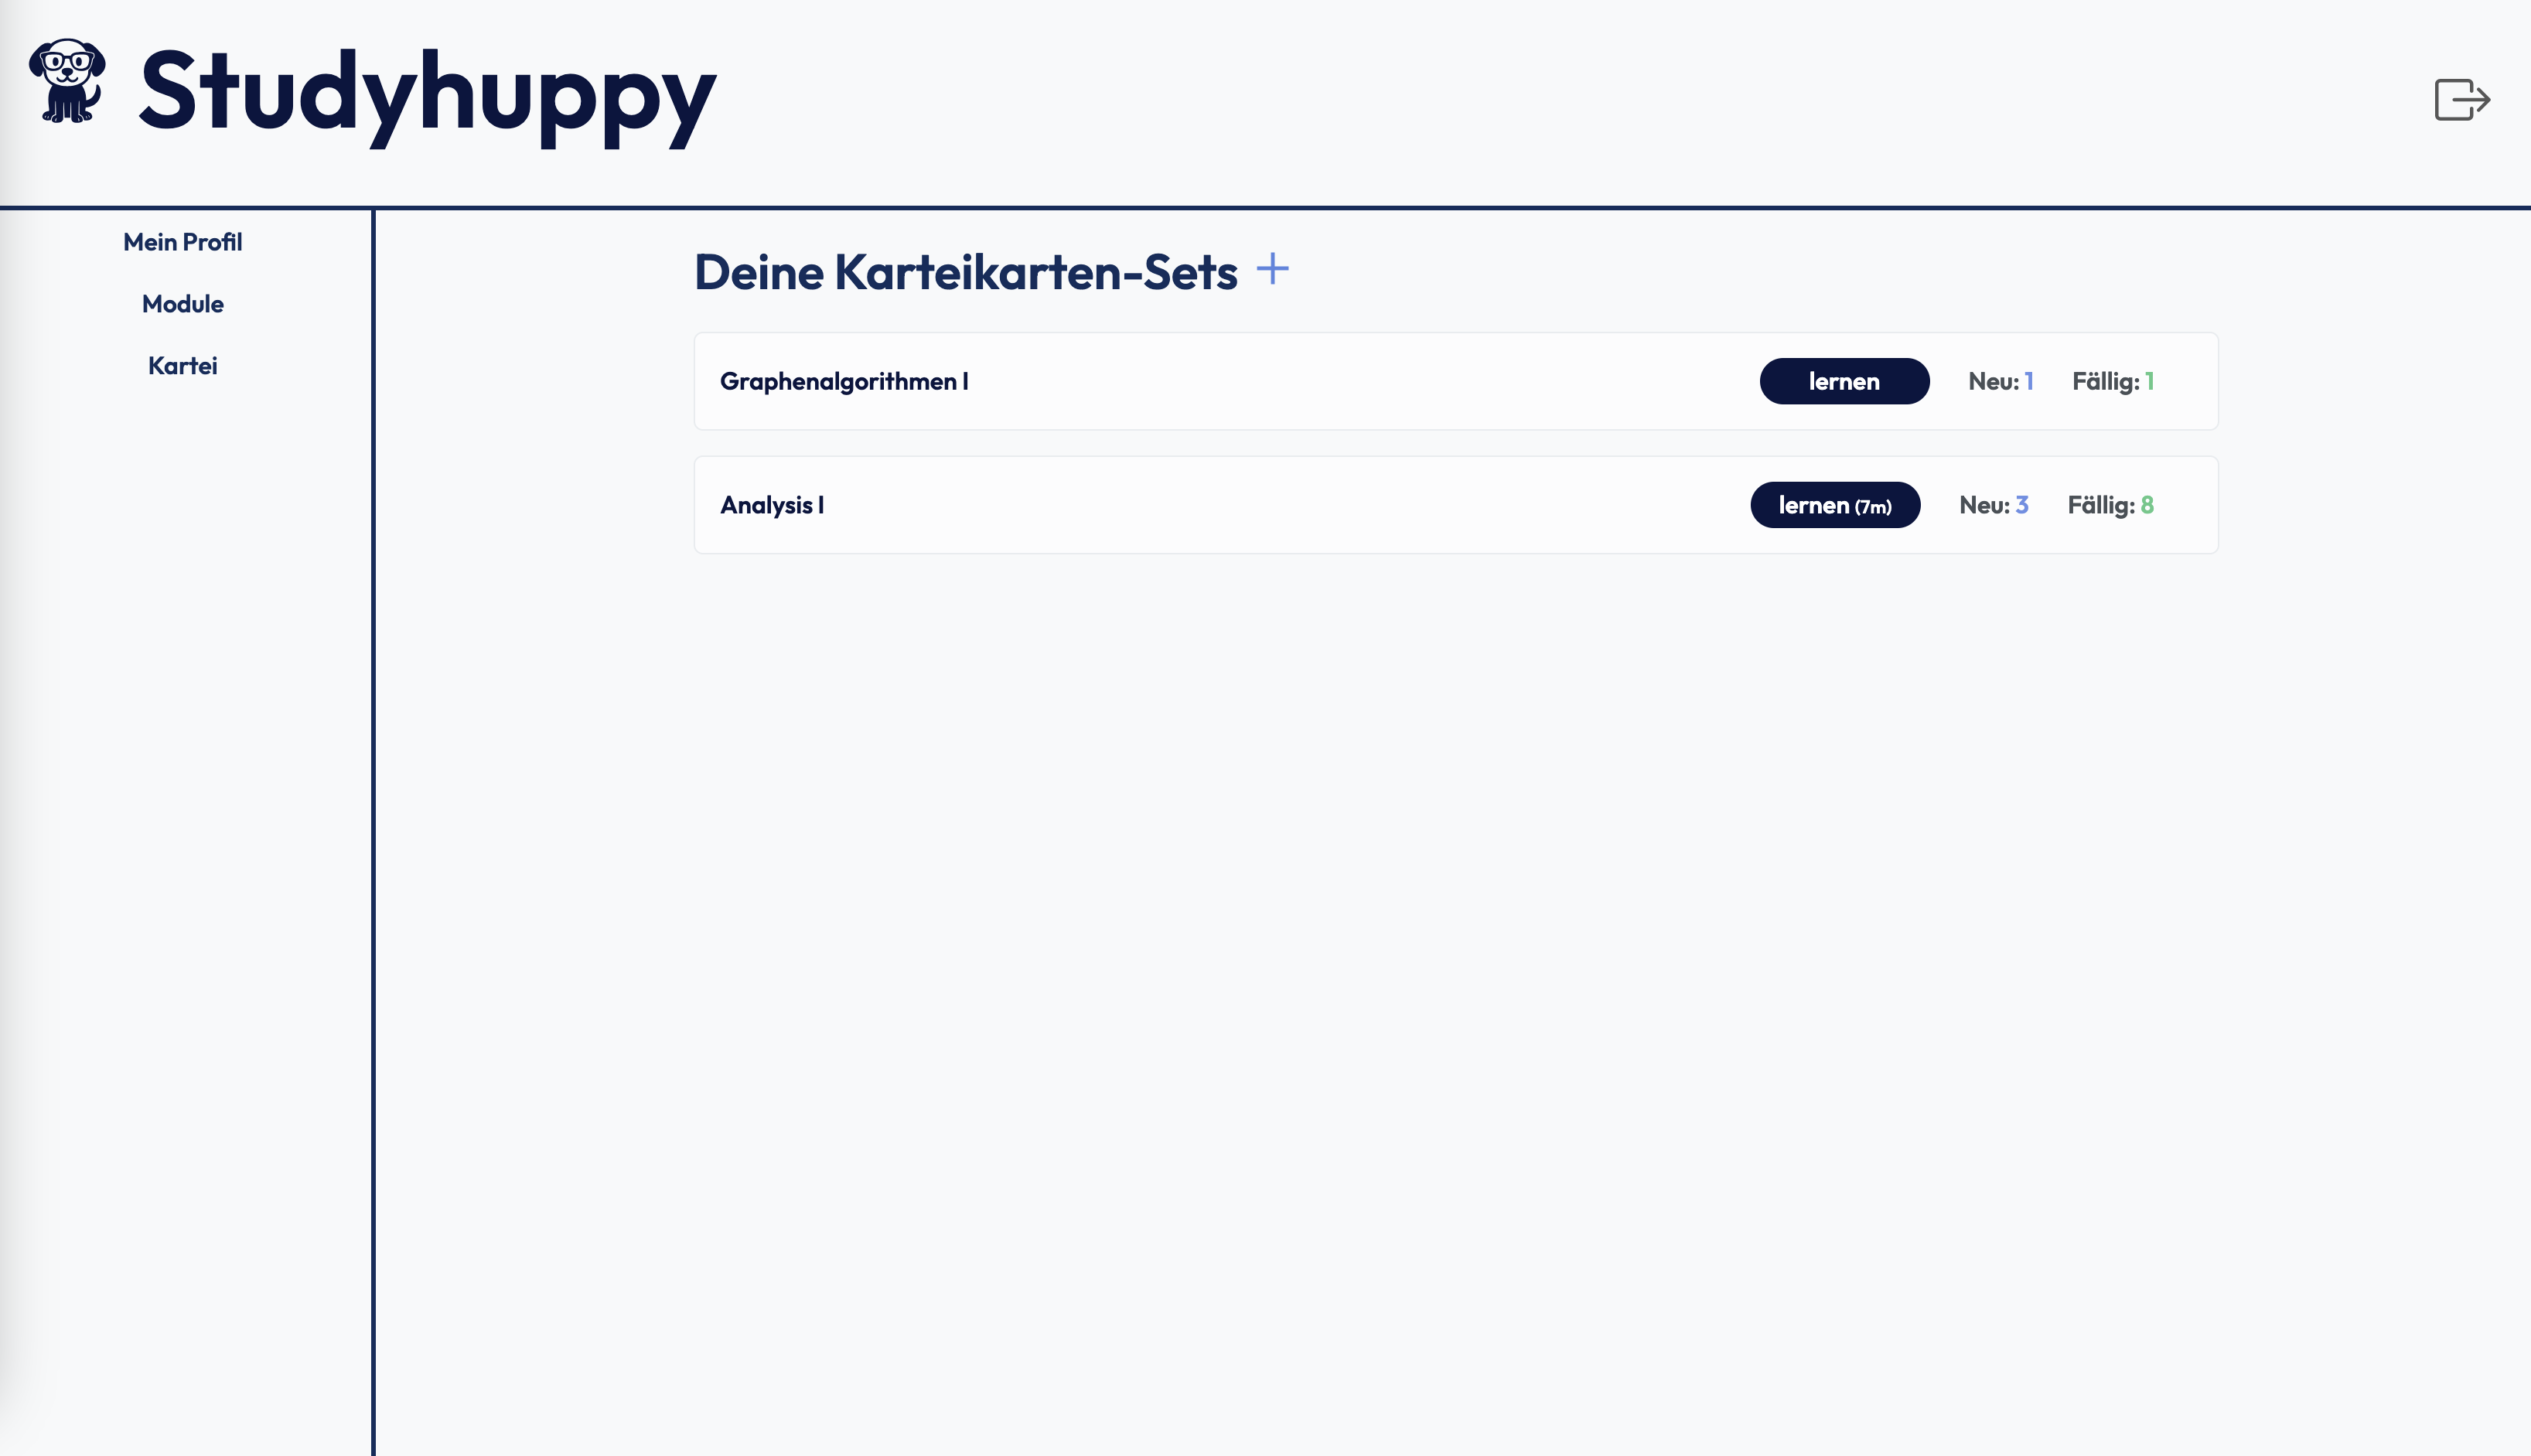 Studyhuppy
Mein Profil
Module
Kartei
Deine Karteikarten-Sets +
Graphenalgorithmen I lernen Neu: 1 Fällig: 1
Analysis I lernen (7m) Neu: 3 Fällig: 8